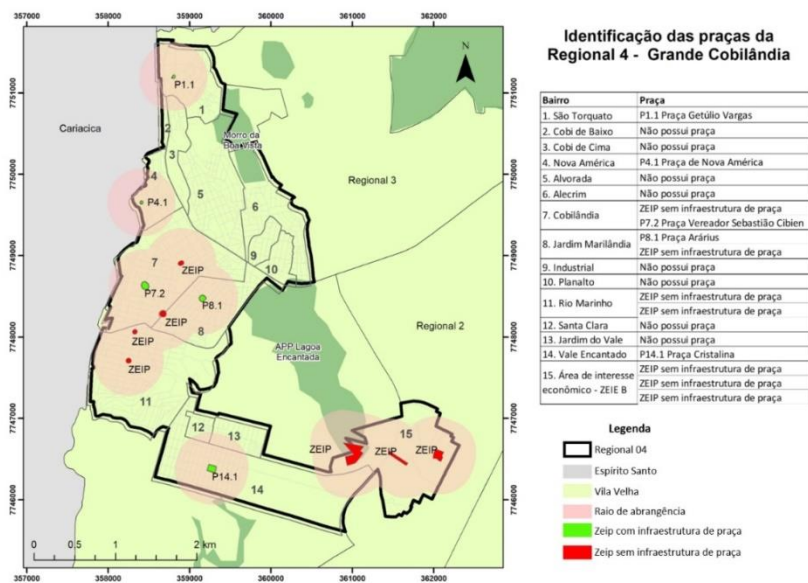 357000
358000
359000
360000
361000
362000
Identificação das praças da
Regional 4 - Grande Cobilândia
N
7751000
7750000
7749000
7748000
7747000
7746000
Cariacica
P1.1
1
2
3
Morro da
Boa Vista
4
P4.1
5
6
Regional 3
7
ZEIP
9
10
P7.2
P8.1
ZEIP
8
ZEIP
ZEIP
APP Lagoa
Encantada
Regional 2
11
12
13
ZEIP
ZEIP
15
ZEIP
P14.1
14
0 0.5 1 2 km
357000
358000
359000
360000
361000
362000
Bairro Praça
1. São Torquato P1.1 Praça Getúlio Vargas
2. Cobi de Baixo Não possui praça
3. Cobi de Cima Não possui praça
4. Nova América P4.1 Praça de Nova América
5. Alvorada Não possui praça
6. Alecrim Não possui praça
7. Cobilândia ZEIP sem infraestrutura de praça
P7.2 Praça Vereador Sebastião Cibien
8. Jardim Marilândia P8.1 Praça Arárius
ZEIP sem infraestrutura de praça
9. Industrial Não possui praça
10. Planalto Não possui praça
11. Rio Marinho ZEIP sem infraestrutura de praça
ZEIP sem infraestrutura de praça
12. Santa Clara Não possui praça
13. Jardim do Vale Não possui praça
14. Vale Encantado P14.1 Praça Cristalina
15. Área de interesse
econômico - ZEIE B
ZEIP sem infraestrutura de praça
ZEIP sem infraestrutura de praça
ZEIP sem infraestrutura de praça
Legenda
Regional 04
Espírito Santo
Vila Velha
Raio de abrangência
Zeip com infraestrutura de praça
Zeip sem infraestrutura de praça